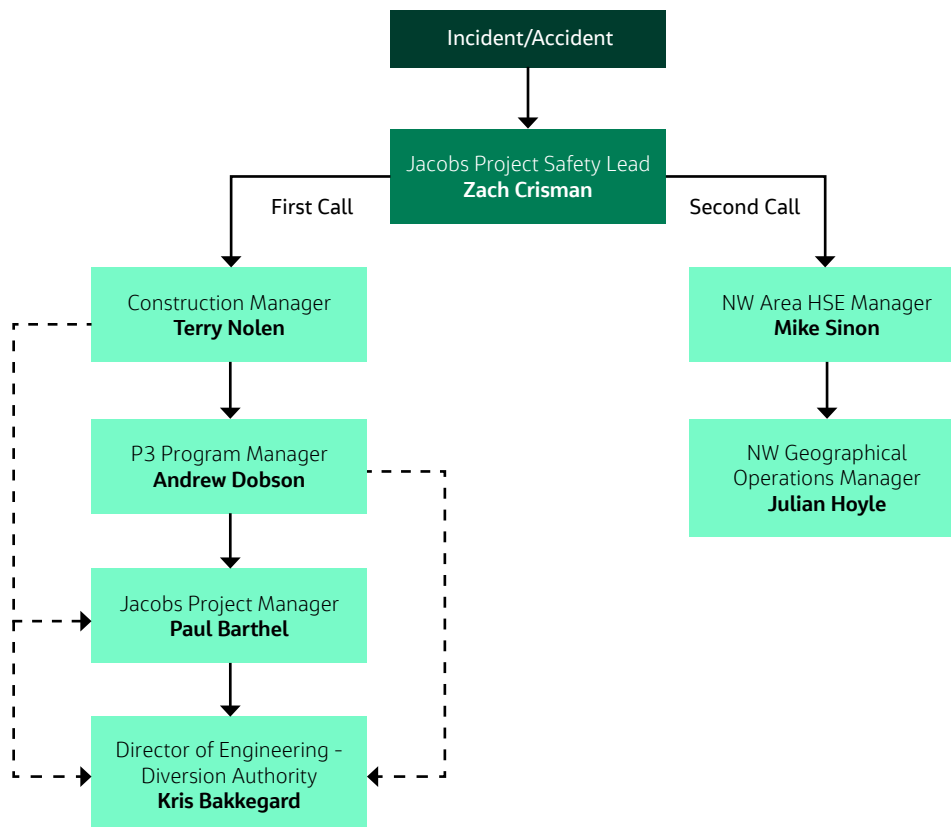 Incident/Accident
Jacobs Project Safety Lead
Zach Crisman
First Call
Second Call
Construction Manager
Terry Nolen
NW Area HSE Manager
Mike Sinon
P3 Program Manager
Andrew Dobson
NW Geographical
Operations Manager
Julian Hoyle
Jacobs Project Manager
Paul Barthel
Director of Engineering -
Diversion Authority
Kris Bakkegard